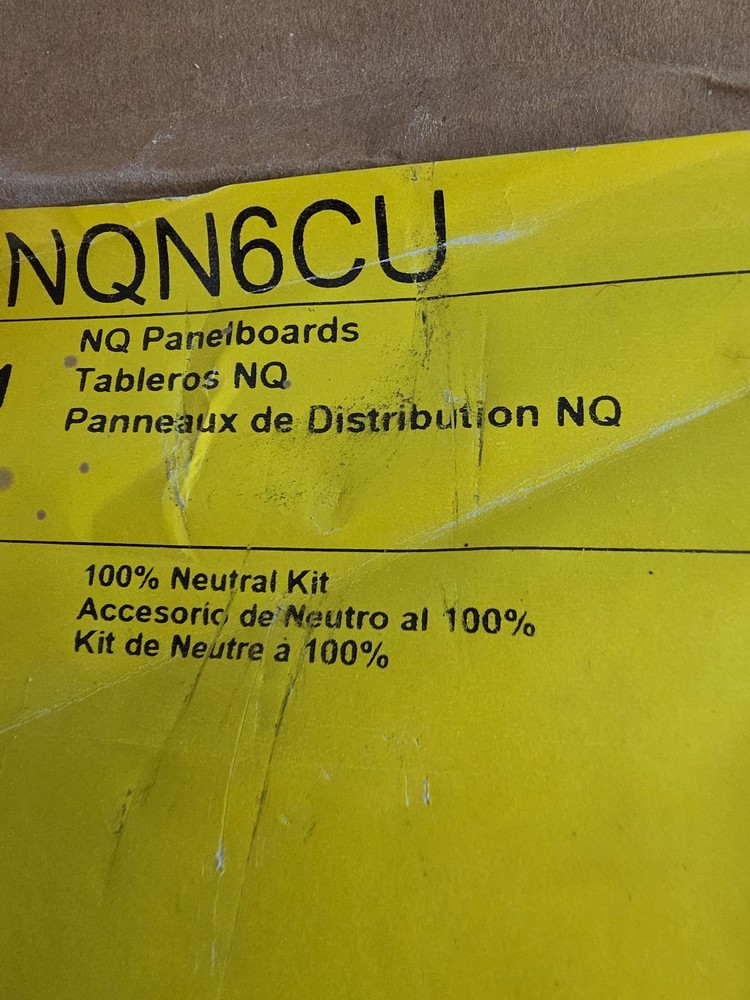 NQN6CU
NQ Panelboards
Tableros NQ
Panneaux de Distribution NQ
100% Neutral Kit
Accesorio de Neutro al 100%
Kit de Neutre à 100%